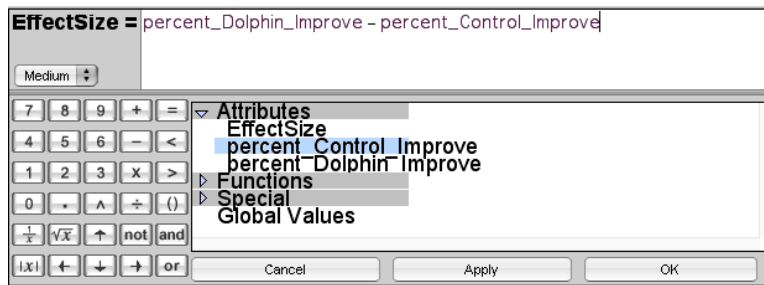 EffectSize = percent_Dolphin_Improve – percent_Control_Improve
Medium
7 8 9 + =
4 5 6 – <
1 2 3 x >
0 . ∧ ÷ ()
1/x √x ↑ not and
|x| ← ↓ → or
Attributes
EffectSize
percent_Control_Improve
percent_Dolphin_Improve
Functions
Special
Global Values
Cancel Apply OK